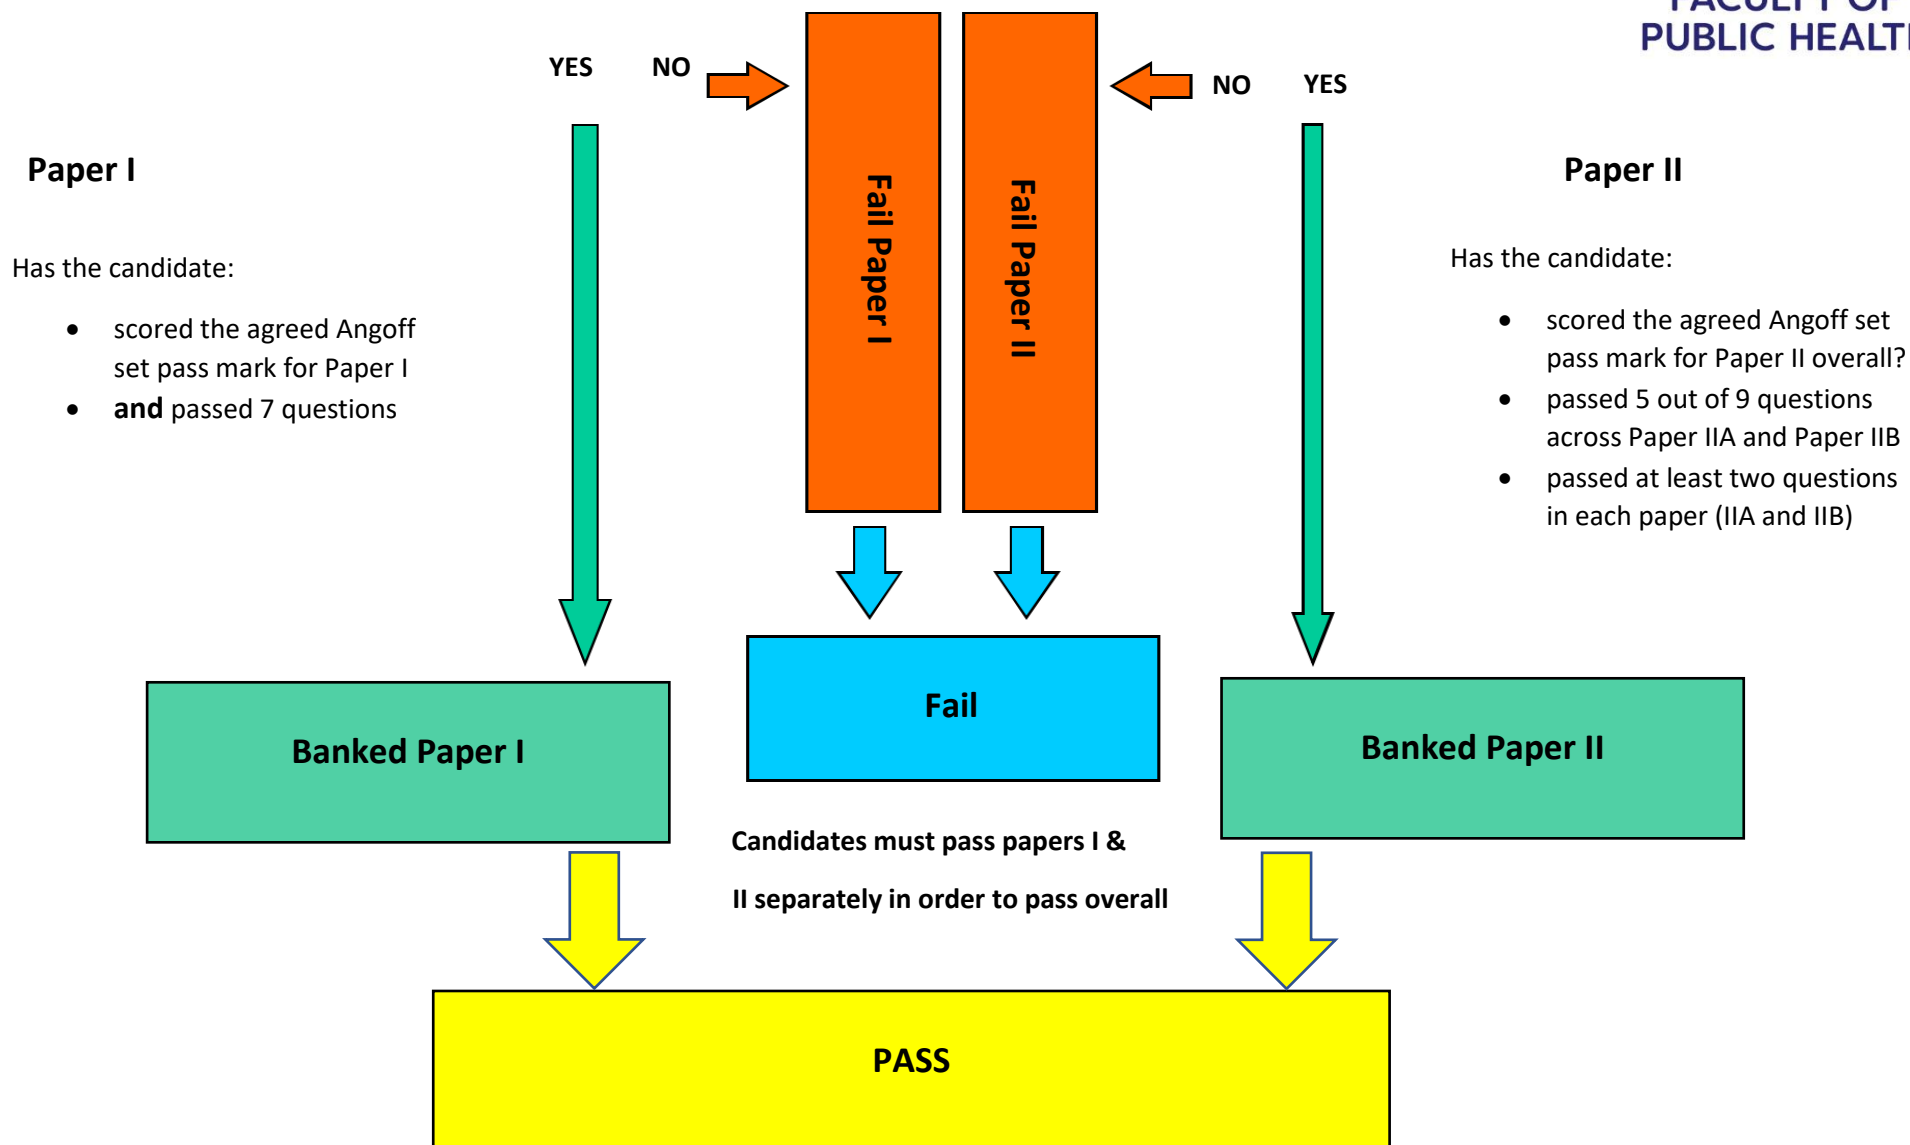 FACULTY OF
PUBLIC HEALTH
YES NO
NO YES
Paper I
Has the candidate:
• scored the agreed Angoff
set pass mark for Paper I
• and passed 7 questions
Fail Paper I
Fail Paper II
Paper II
Has the candidate:
• scored the agreed Angoff set
pass mark for Paper II overall?
• passed 5 out of 9 questions
across Paper IIA and Paper IIB
• passed at least two questions
in each paper (IIA and IIB)
Banked Paper I
Fail
Banked Paper II
Candidates must pass papers I &
II separately in order to pass overall
PASS